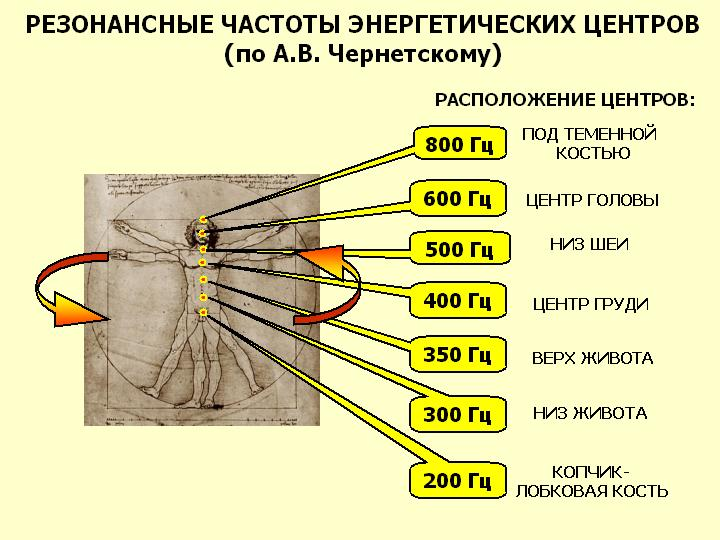 РЕЗОНАНСНЫЕ ЧАСТОТЫ ЭНЕРГЕТИЧЕСКИХ ЦЕНТРОВ
(по А.В. Чернетскому)
РАСПОЛОЖЕНИЕ ЦЕНТРОВ:
800 Гц
ПОД ТЕМЕННОЙ
КОСТЬЮ
600 Гц
ЦЕНТР ГОЛОВЫ
500 Гц
НИЗ ШЕИ
400 Гц
ЦЕНТР ГРУДИ
350 Гц
ВЕРХ ЖИВОТА
300 Гц
НИЗ ЖИВОТА
200 Гц
КОПЧИК-
ЛОБКОВАЯ КОСТЬ